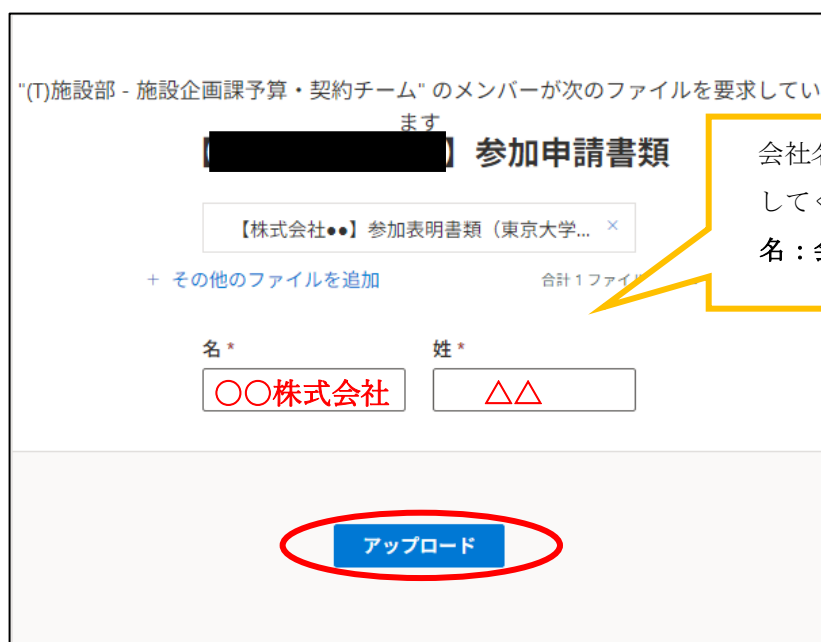 "(T)施設部 - 施設企画課予算・契約チーム" のメンバーが次のファイルを要求してい
ます
【 】参加申請書類
【株式会社●●】参加表明書類（東京大学... ×
+ その他のファイルを追加
合計 1 ファイル
会社名
してく
名：会
名 *
姓 *
〇〇株式会社
△△
アップロード